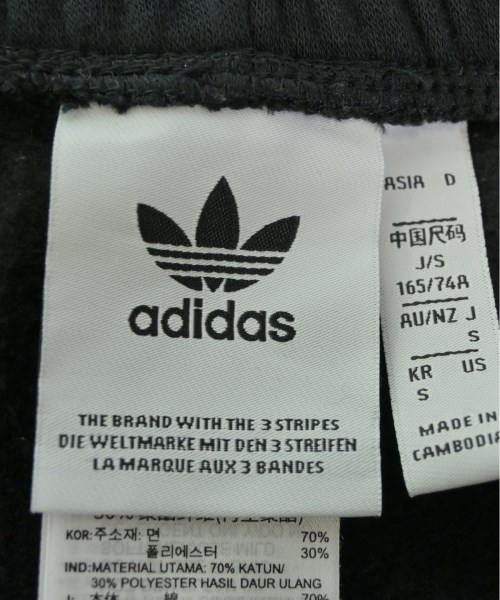 adidas
THE BRAND WITH THE 3 STRIPES
DIE WELTMARKE MIT DEN 3 STREIFEN
LA MARQUE AUX 3 BANDES
ASIA D
中国尺码
J/S
165/74A
AU/NZ J
S
KR US
S
MADE IN
CAMBODIA
KOR:주소재: 면 70%
폴리에스터 30%
IND:MATERIAL UTAMA: 70% KATUN/
30% POLYESTER HASIL DAUR ULANG